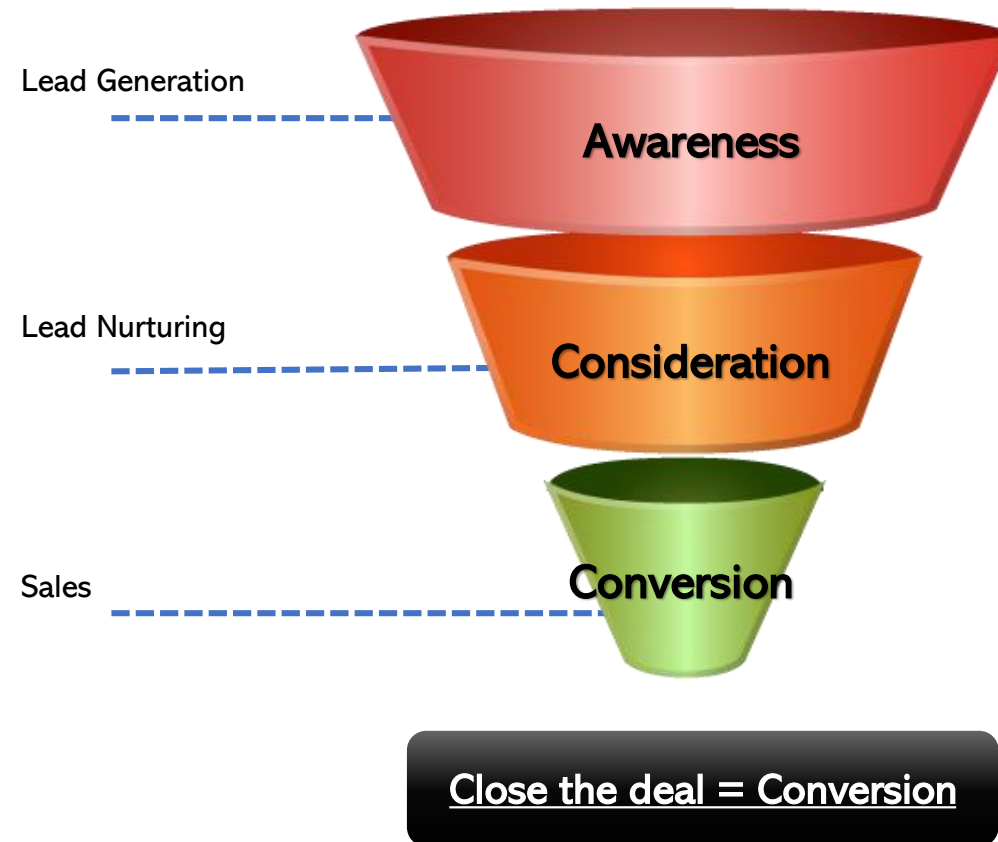 Lead Generation
Awareness
Lead Nurturing
Consideration
Sales
Conversion
Close the deal = Conversion